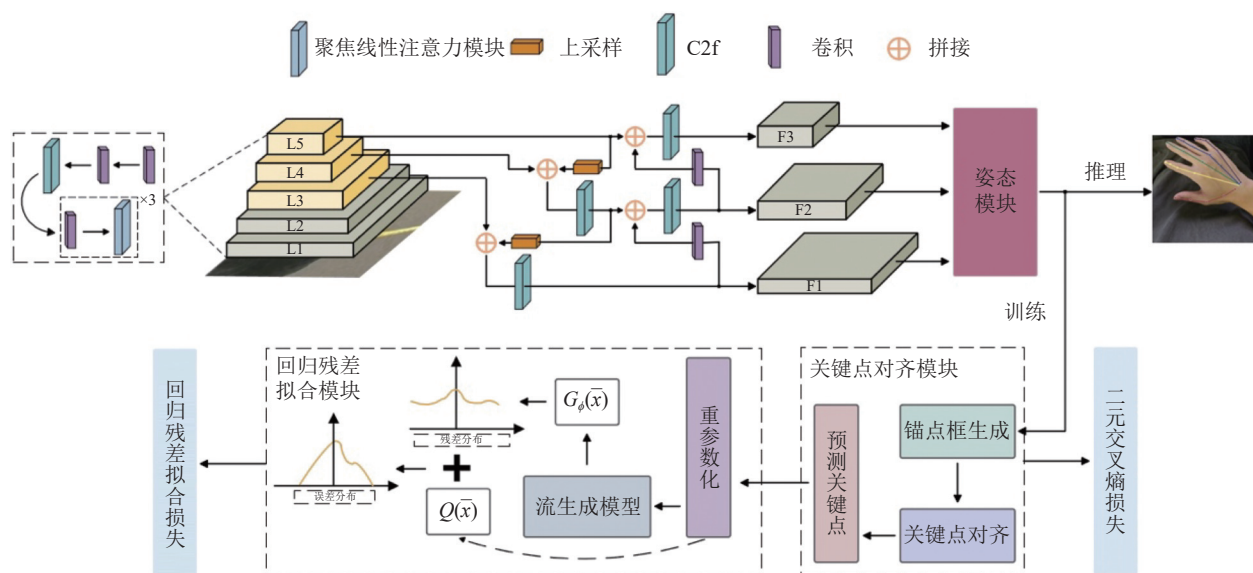 聚焦线性注意力模块
上采样
C2f
卷积
拼接
×3
L5
L4
L3
L2
L1
F3
F2
F1
姿态
模块
推理
训练
回归残差拟合损失
回归残差
拟合模块
残差分布
误差分布
G_ϕ(x̅)
Q(x̅)
流生成模型
重参数化
关键点对齐模块
预测关键点
锚点框生成
关键点对齐
二元交叉熵损失